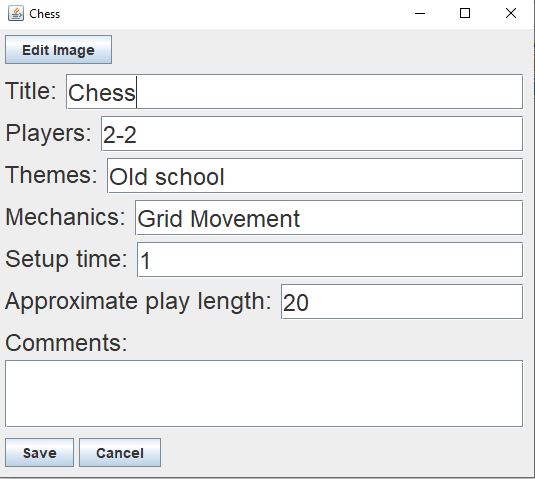 Chess
Edit Image
Title: Chess
Players: 2-2
Themes: Old school
Mechanics: Grid Movement
Setup time: 1
Approximate play length: 20
Comments:
Save Cancel